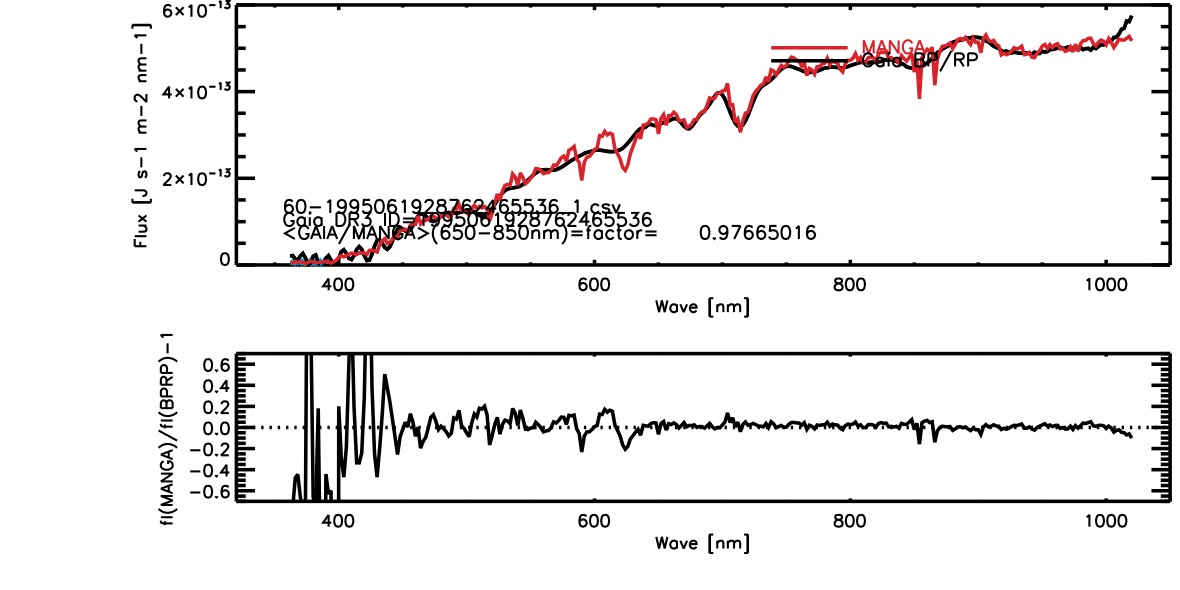 6×10−13
4×10−13
2×10−13
0
Flux [J s−1 m−2 nm−1]
MANGA
Gaia BP/RP
60−1995061928762465536_1.csv
Gaia DR3 ID=1995061928762465536
<GAIA/MANGA>(650−850nm)=factor= 0.97665016
400 600 800 1000
Wave [nm]
fl(MANGA)/fl(BPRP)−1
0.6
0.4
0.2
0.0
−0.2
−0.4
−0.6
400 600 800 1000
Wave [nm]